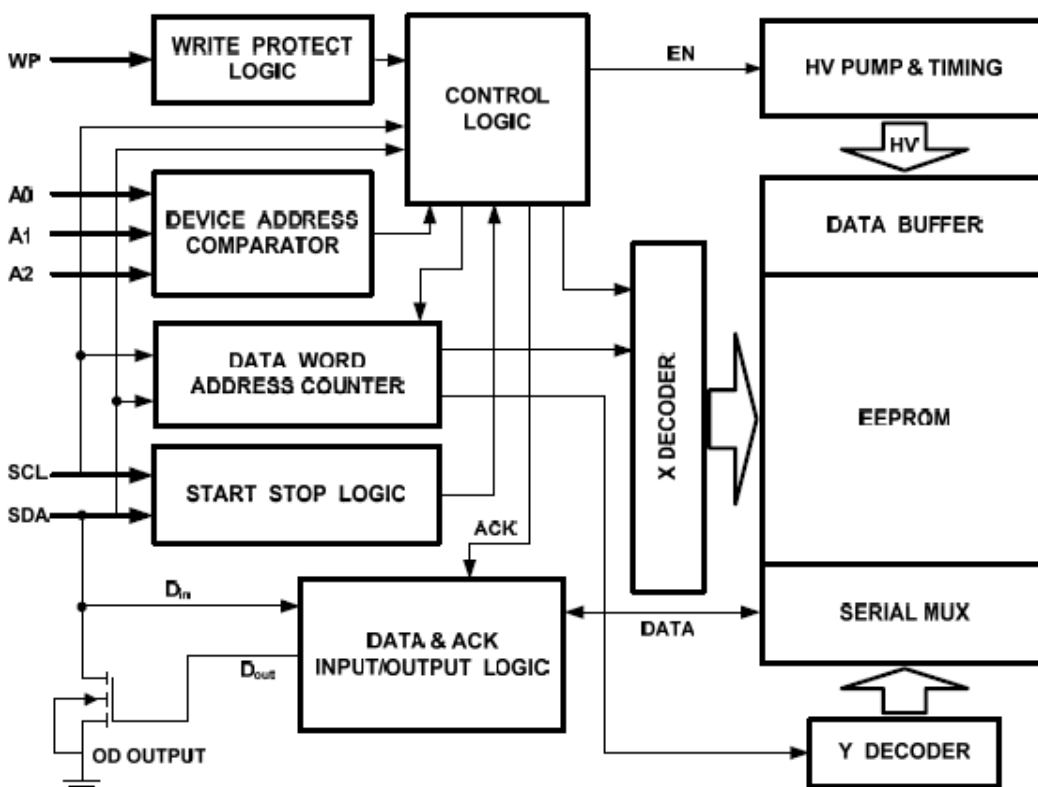 WP
WRITE PROTECT
LOGIC
CONTROL
LOGIC
EN
HV PUMP & TIMING
HV
A0
A1
A2
DEVICE ADDRESS
COMPARATOR
DATA BUFFER
DATA WORD
ADDRESS COUNTER
X DECODER
EEPROM
SCL
SDA
START STOP LOGIC
ACK
Din
DATA & ACK
INPUT/OUTPUT LOGIC
DATA
SERIAL MUX
Dout
OD OUTPUT
Y DECODER